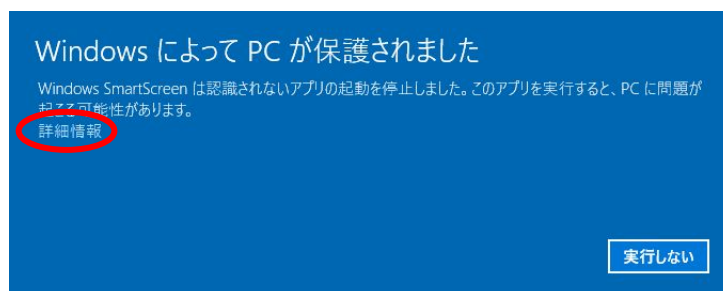 Windows によって PC が保護されました
Windows SmartScreen は認識されないアプリの起動を停止しました。このアプリを実行すると、PC に問題が
起こる可能性があります。
詳細情報
実行しない